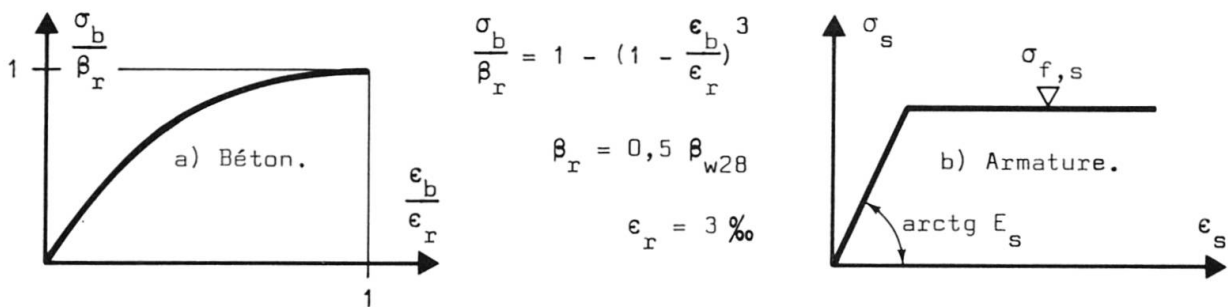 σ_b
β_r
1
a) Béton.
ε_b
ε_r
1
σ_b/β_r = 1 - (1 - ε_b/ε_r)^3
β_r = 0,5 β_w28
ε_r = 3 ‰
σ_s
σ_f,s
b) Armature.
arctg E_s
ε_s